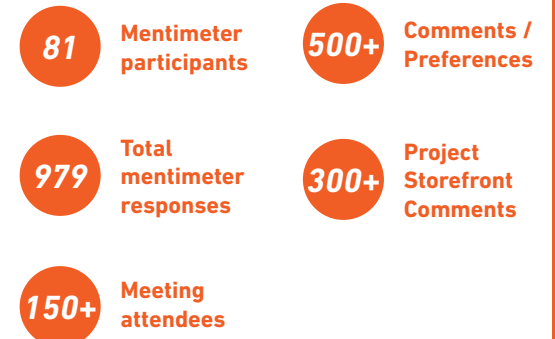 81
Mentimeter
participants
500+
Comments /
Preferences
979
Total
mentimeter
responses
300+
Project
Storefront
Comments
150+
Meeting
attendees